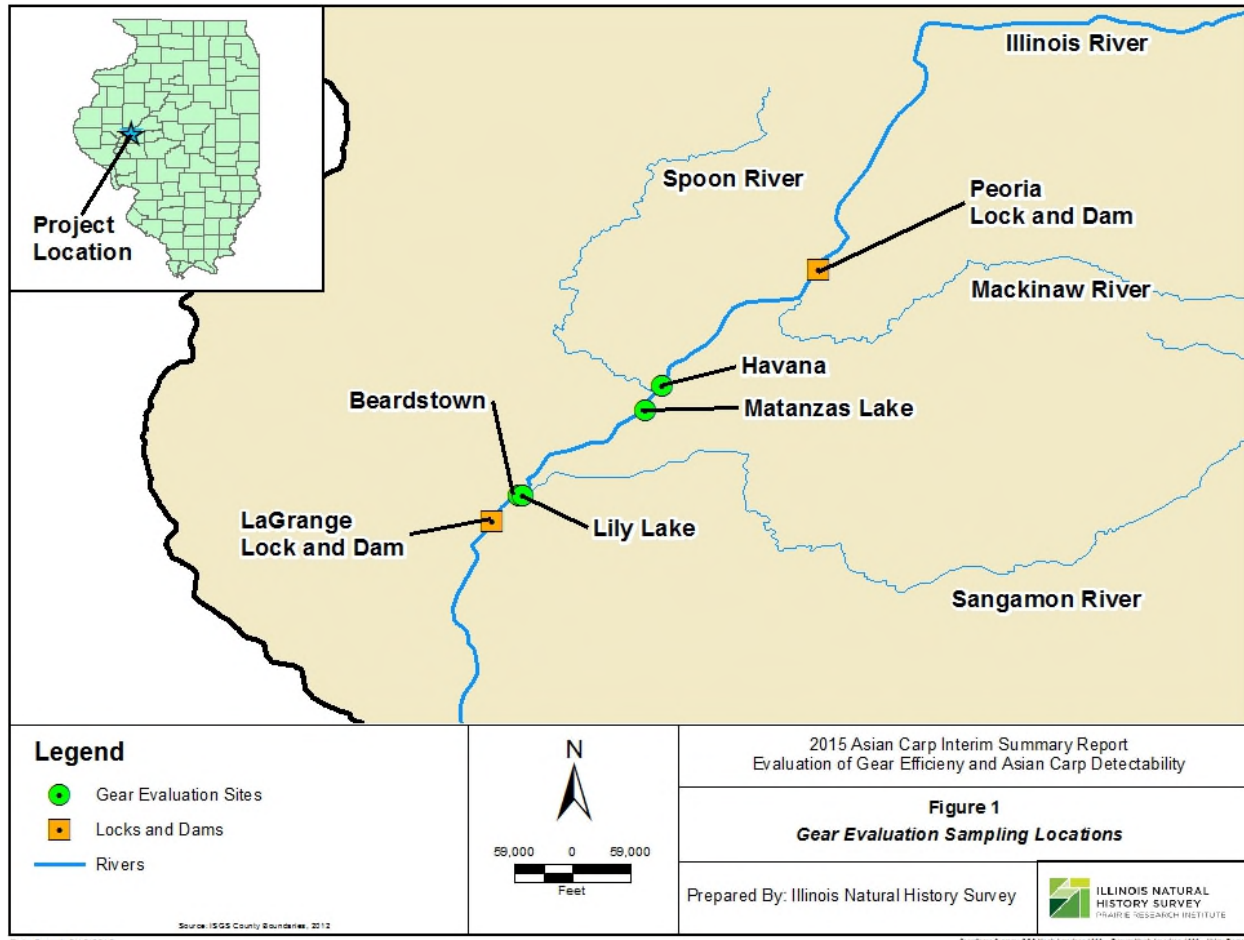 Project
Location
Illinois River
Spoon River
Peoria
Lock and Dam
Mackinaw River
Havana
Beardstown
Matanzas Lake
LaGrange
Lock and Dam
Lily Lake
Sangamon River
Legend
Gear Evaluation Sites
Locks and Dams
Rivers
Source: ISGS County Boundaries, 2012
N
59,000 0 59,000
Feet
2015 Asian Carp Interim Summary Report
Evaluation of Gear Efficieny and Asian Carp Detectability
Figure 1
Gear Evaluation Sampling Locations
Prepared By: Illinois Natural History Survey
ILLINOIS NATURAL
HISTORY SURVEY
PRAIRIE RESEARCH INSTITUTE